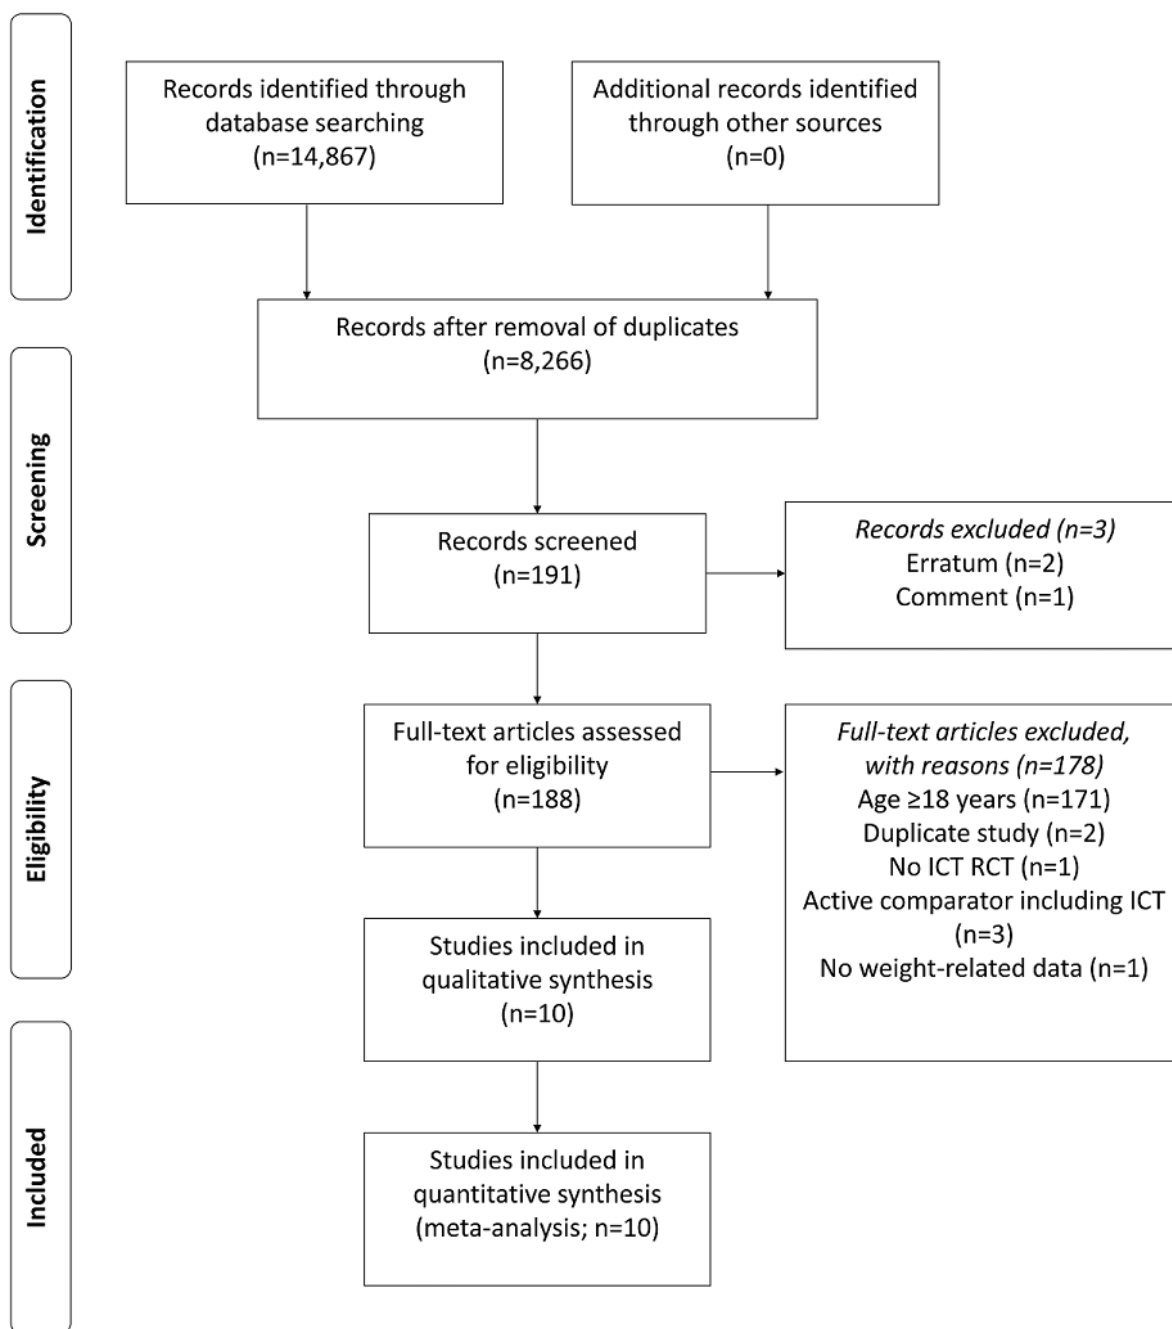 Identification
Records identified through
database searching
(n=14,867)
Additional records identified
through other sources
(n=0)
Records after removal of duplicates
(n=8,266)
Screening
Records screened
(n=191)
Records excluded (n=3)
Erratum (n=2)
Comment (n=1)
Eligibility
Full-text articles assessed
for eligibility
(n=188)
Full-text articles excluded,
with reasons (n=178)
Age ≥18 years (n=171)
Duplicate study (n=2)
No ICT RCT (n=1)
Active comparator including ICT
(n=3)
No weight-related data (n=1)
Studies included in
qualitative synthesis
(n=10)
Included
Studies included in
quantitative synthesis
(meta-analysis; n=10)